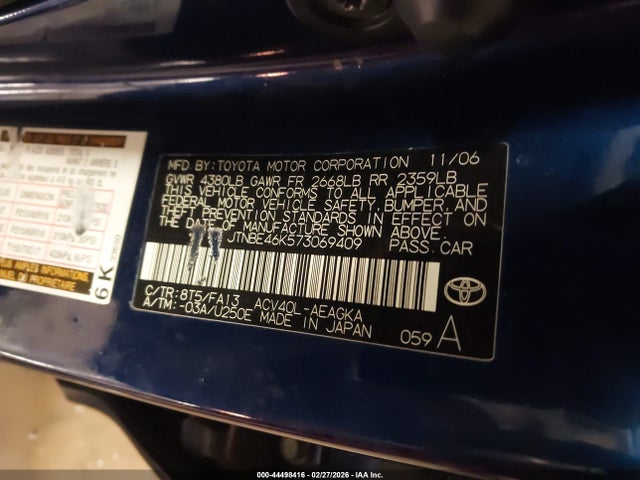 MFD BY: TOYOTA MOTOR CORPORATION 11/06
GVWR 4380LB GAWR FR 2668LB RR 2359LB
THIS VEHICLE CONFORMS TO ALL APPLICABLE
FEDERAL MOTOR VEHICLE SAFETY, BUMPER, AND
THEFT PREVENTION STANDARDS IN EFFECT ON
THE DATE OF MANUFACTURE SHOWN ABOVE.
JTNBE46K573069409 PASS.CAR
C/TR: 8T5/FA13 ACV40L-AEAGKA
A/TM: -03A/U250E MADE IN JAPAN
059 A
6K
000-44498416 - 02/27/2026 - IAA Inc.